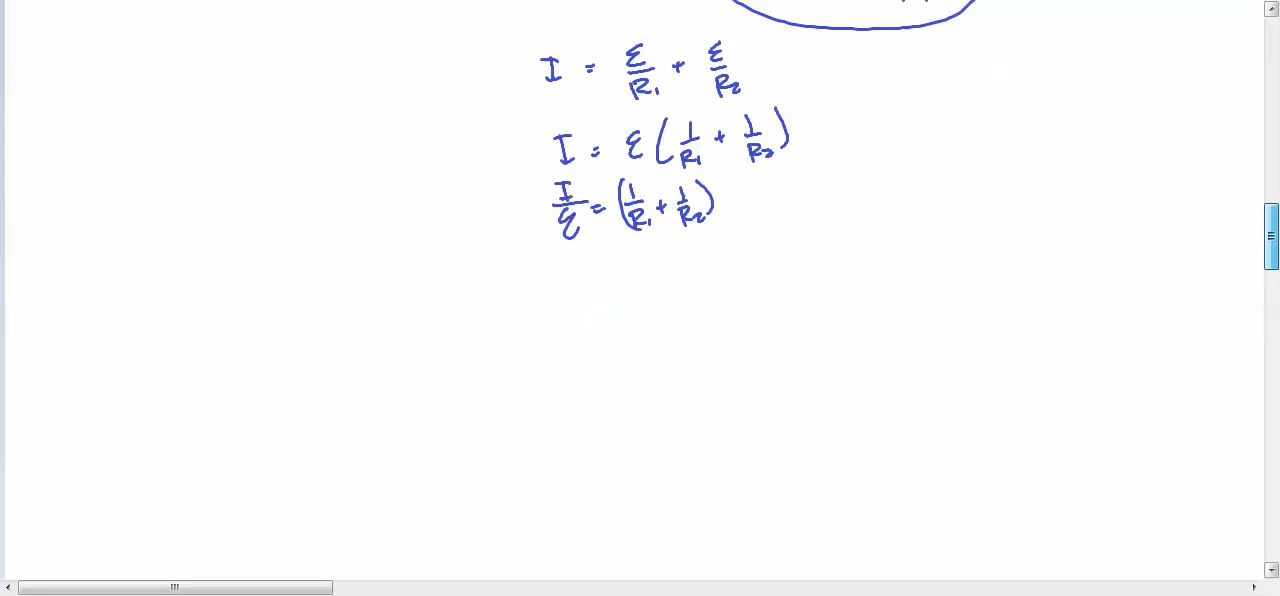 I = ε/R₁ + ε/R₂
I = ε(1/R₁ + 1/R₂)
I/ε = (1/R₁ + 1/R₂)